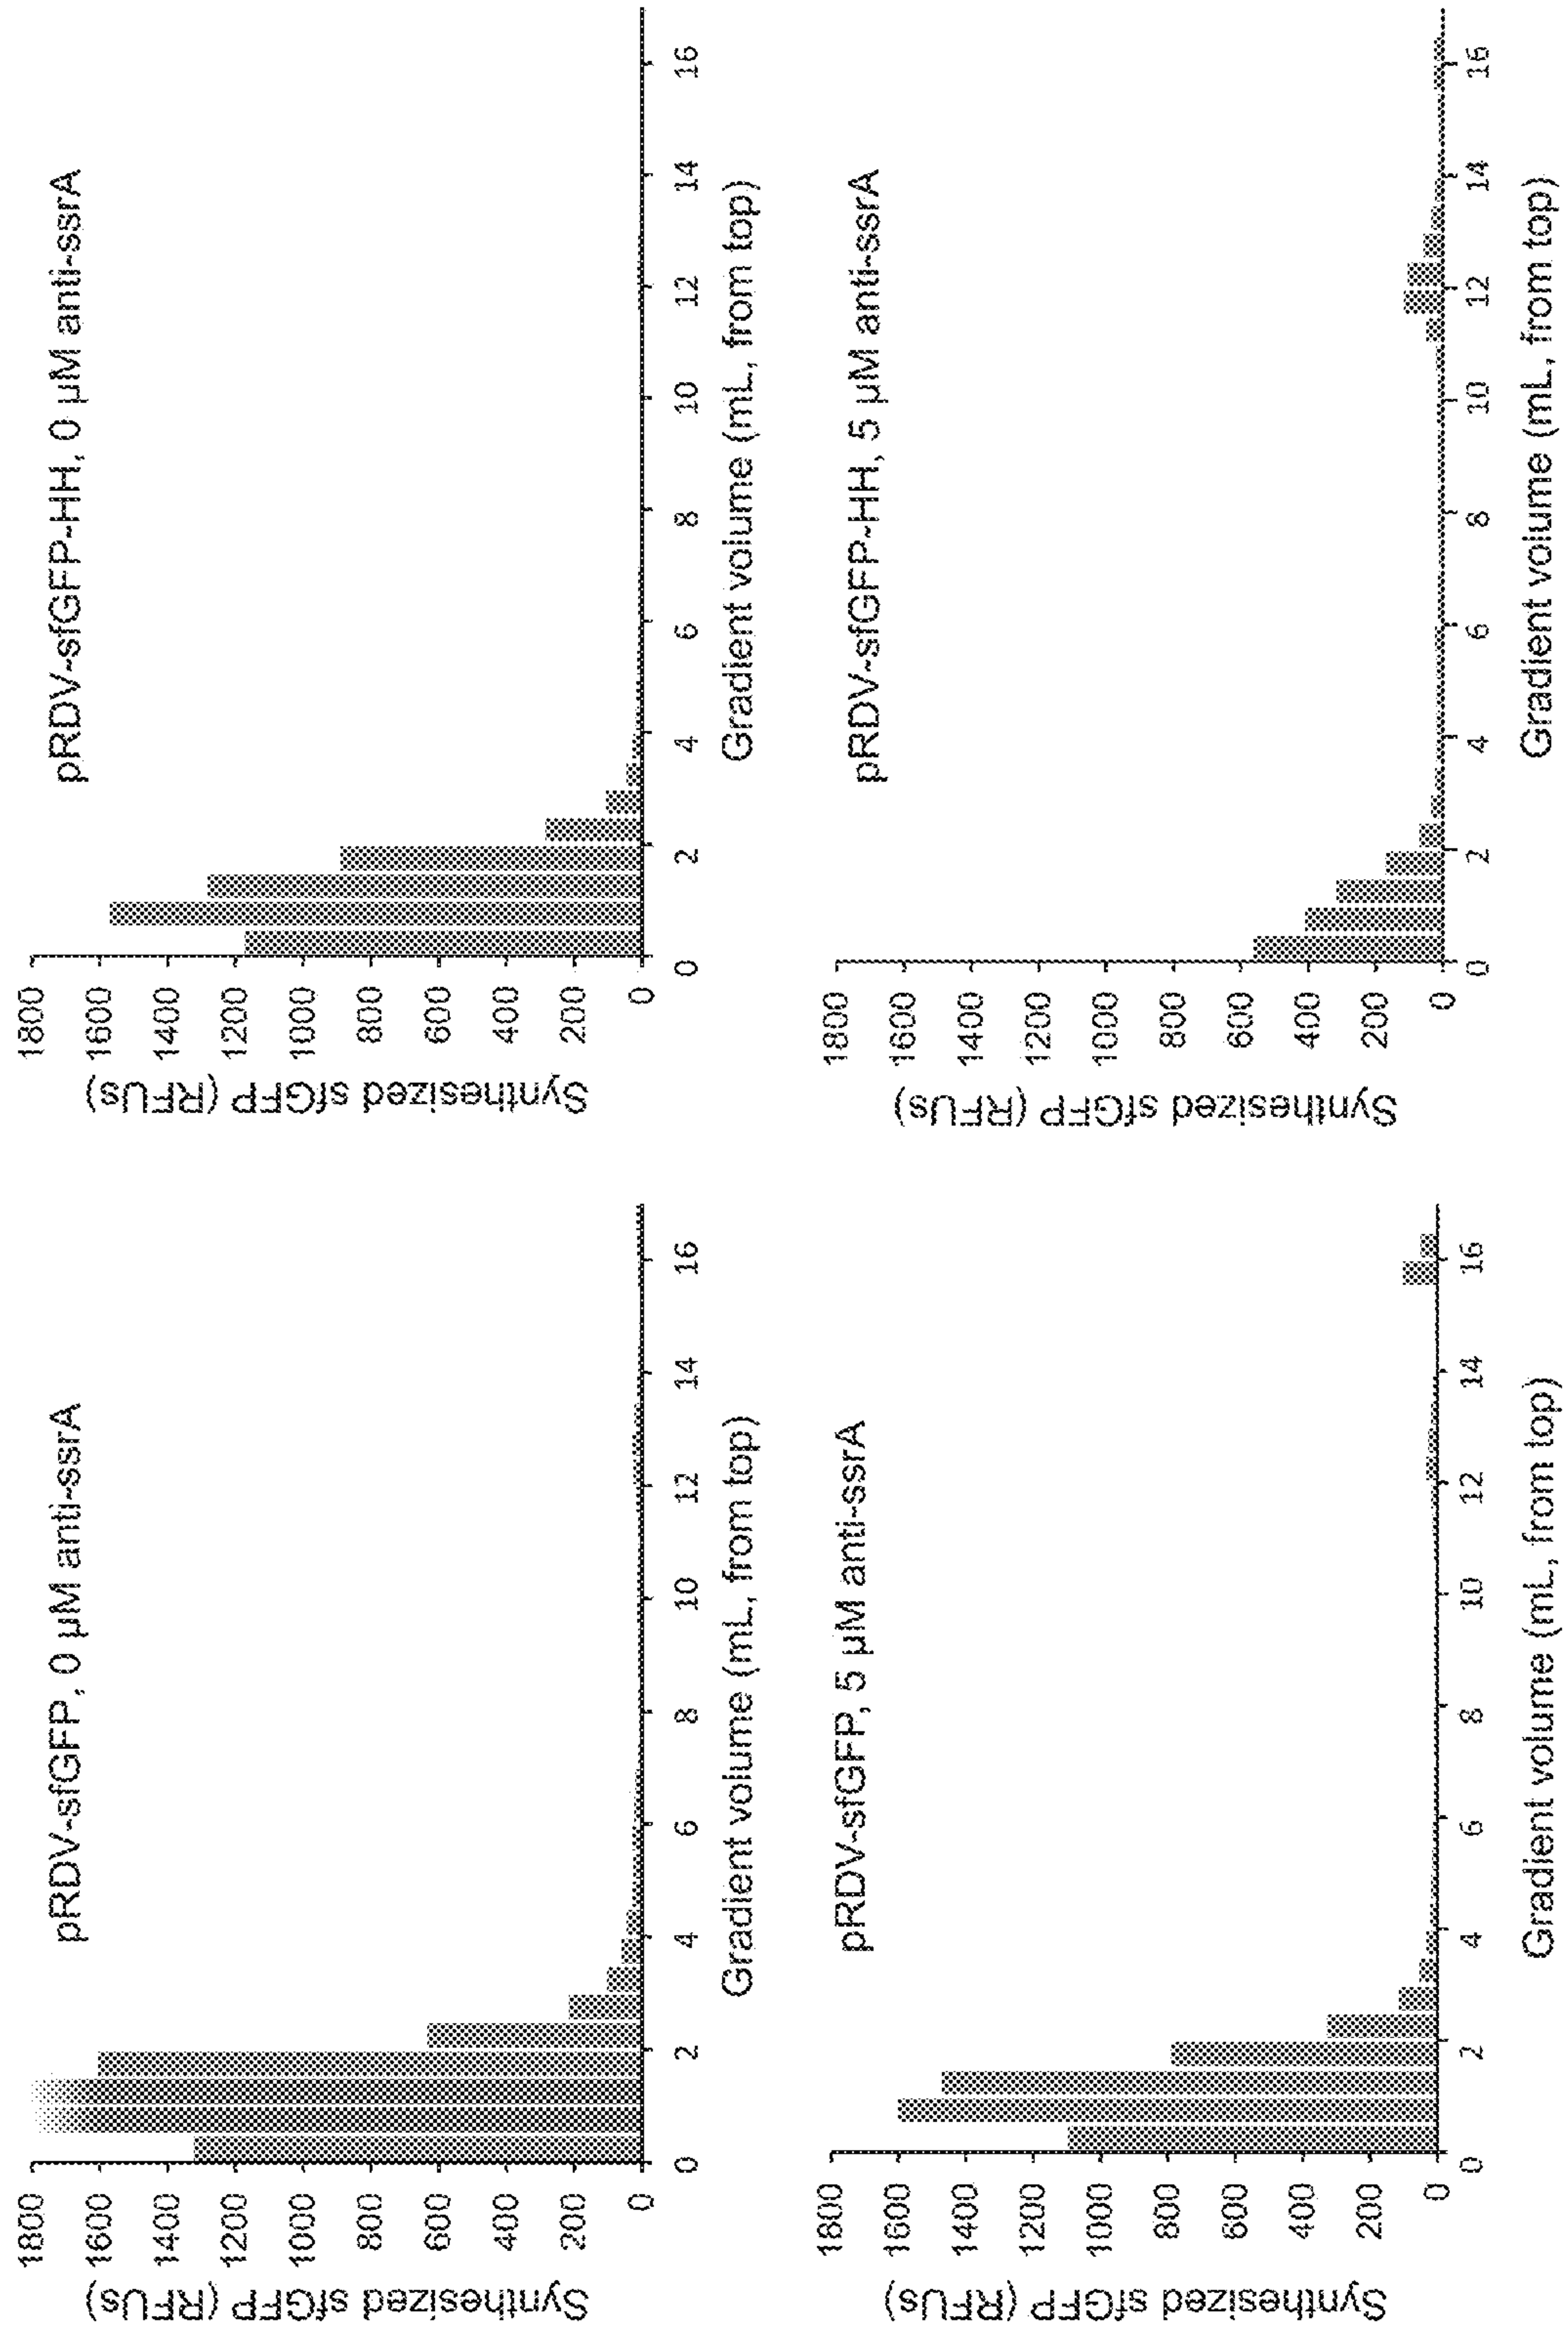 pRDV-sfGFP, 0 µM anti-ssrA
Synthesized sfGFP (RFUs)
1800
1600
1400
1200
1000
800
600
400
200
0
0 2 4 6 8 10 12 14 16
Gradient volume (mL, from top)
pRDV-sfGFP-HH, 0 µM anti-ssrA
Synthesized sfGFP (RFUs)
1800
1600
1400
1200
1000
800
600
400
200
0
0 2 4 6 8 10 12 14 16
Gradient volume (mL, from top)
pRDV-sfGFP, 5 µM anti-ssrA
Synthesized sfGFP (RFUs)
1800
1600
1400
1200
1000
800
600
400
200
0
0 2 4 6 8 10 12 14 16
Gradient volume (mL, from top)
pRDV-sfGFP-HH, 5 µM anti-ssrA
Synthesized sfGFP (RFUs)
1800
1600
1400
1200
1000
800
600
400
200
0
0 2 4 6 8 10 12 14 16
Gradient volume (mL, from top)